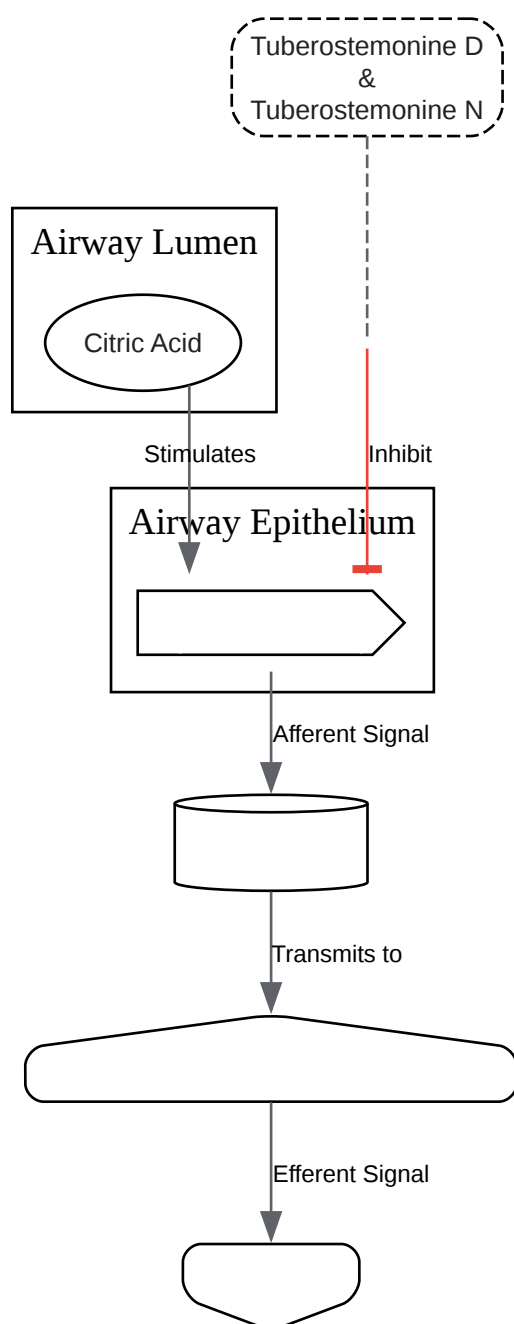 Tuberostemonine D
&
Tuberostemonine N
Airway Lumen
Citric Acid
Stimulates
Inhibit
Airway Epithelium
Afferent Signal
Transmits to
Efferent Signal